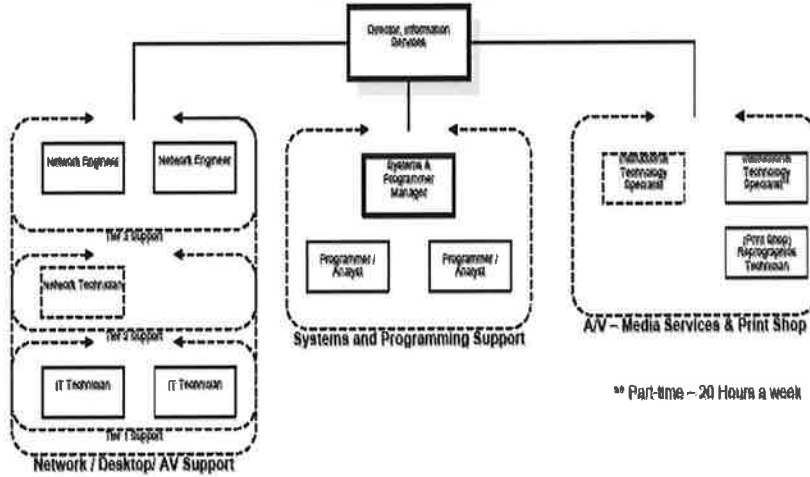 Director, Information
Services
Network Engineer
Network Engineer
Tier 3 Support
Network Technician
Tier 2 Support
IT Technician
IT Technician
Tier 1 Support
Network / Desktop/ AV Support
Systems &
Programmer
Manager
Programmer /
Analyst
Programmer /
Analyst
Systems and Programming Support
Instructional
Technology
Specialist
Instructional
Technology
Specialist**
(Print Shop)
Reprographics
Technician
A/V – Media Services & Print Shop
** Part-time – 20 Hours a week